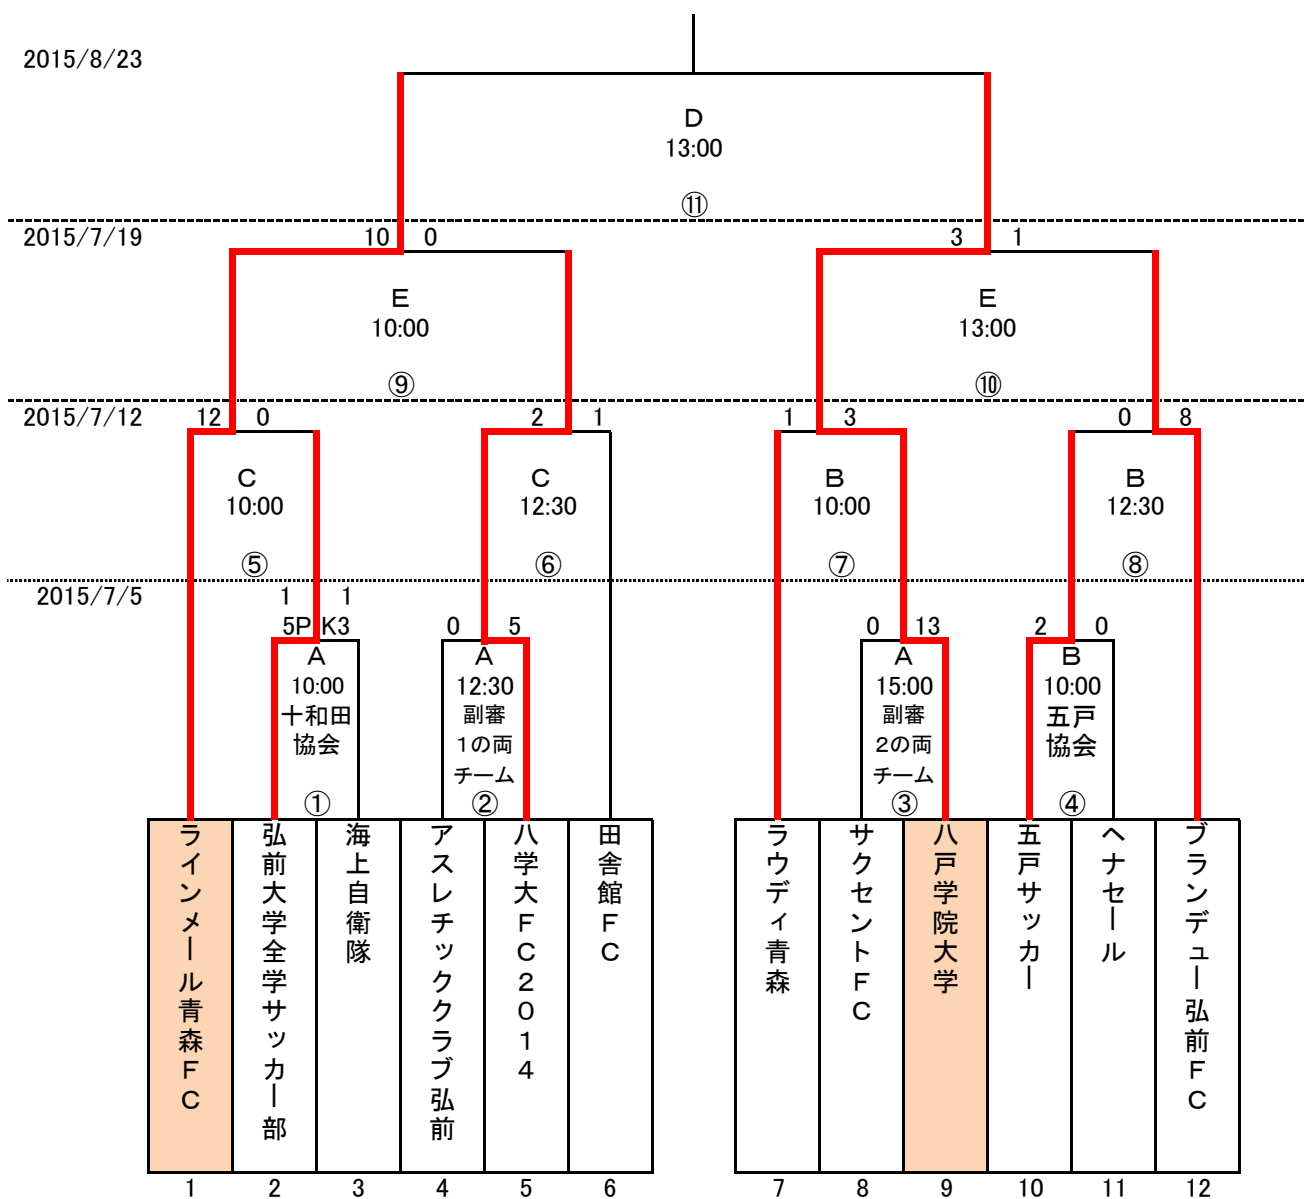 2015/8/23
D
13:00
⑪
2015/7/19
10 0
3 1
E
10:00
⑨
E
13:00
⑩
2015/7/12
12 0
2 1
1 3
0 8
C
10:00
⑤
C
12:30
⑥
B
10:00
⑦
B
12:30
⑧
2015/7/5
1 1
5PK3
A
10:00
十和田
協会
①
0 5
A
12:30
副審
1の両
チーム
②
0 13
A
15:00
副審
2の両
チーム
③
2 0
B
10:00
五戸
協会
④
ラインメール青森FC
弘前大学全学サッカー部
海上自衛隊
アスレチッククラブ弘前
八学大FC2014
田舎館FC
ラウディ青森
サクセントFC
八戸学院大学
五戸サッカー
ヘナセール
ブランデュー弘前FC
1 2 3 4 5 6 7 8 9 10 11 12